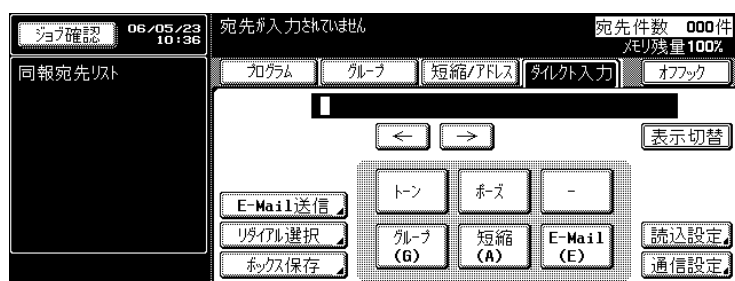 ジョブ確認
06/05/23
10:36
宛先が入力されていません
宛先件数 000件
メモリ残量100%
同報宛先リスト
プログラム
グループ
短縮/アドレス
ダイレクト入力
オフフック
←
→
表示切替
トーン
ポーズ
-
E-Mail送信
リダイアル選択
ボックス保存
グループ
(G)
短縮
(A)
E-Mail
(E)
読込設定
通信設定